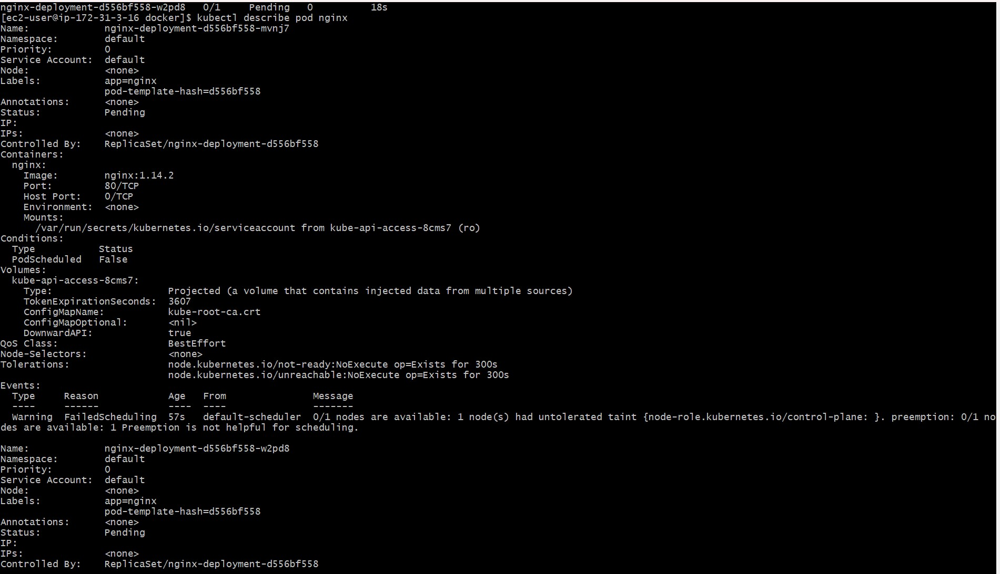 nginx-deployment-d556bf558-w2pd8   0/1     Pending   0          18s
[ec2-user@ip-172-31-3-16 docker]$ kubectl describe pod nginx
Name:             nginx-deployment-d556bf558-mvnj7
Namespace:        default
Priority:         0
Service Account:  default
Node:             <none>
Labels:           app=nginx
                  pod-template-hash=d556bf558
Annotations:      <none>
Status:           Pending
IP:
IPs:              <none>
Controlled By:    ReplicaSet/nginx-deployment-d556bf558
Containers:
  nginx:
    Image:        nginx:1.14.2
    Port:         80/TCP
    Host Port:    0/TCP
    Environment:  <none>
    Mounts:
      /var/run/secrets/kubernetes.io/serviceaccount from kube-api-access-8cms7 (ro)
Conditions:
  Type           Status
  PodScheduled   False
Volumes:
  kube-api-access-8cms7:
    Type:                    Projected (a volume that contains injected data from multiple sources)
    TokenExpirationSeconds:  3607
    ConfigMapName:           kube-root-ca.crt
    ConfigMapOptional:       <nil>
    DownwardAPI:             true
QoS Class:                   BestEffort
Node-Selectors:              <none>
Tolerations:                 node.kubernetes.io/not-ready:NoExecute op=Exists for 300s
                             node.kubernetes.io/unreachable:NoExecute op=Exists for 300s
Events:
  Type     Reason            Age   From               Message
  ----     ------            ----  ----               -------
  Warning  FailedScheduling  57s   default-scheduler  0/1 nodes are available: 1 node(s) had untolerated taint {node-role.kubernetes.io/control-plane: }. preemption: 0/1 no
des are available: 1 Preemption is not helpful for scheduling.

Name:             nginx-deployment-d556bf558-w2pd8
Namespace:        default
Priority:         0
Service Account:  default
Node:             <none>
Labels:           app=nginx
                  pod-template-hash=d556bf558
Annotations:      <none>
Status:           Pending
IP:
IPs:              <none>
Controlled By:    ReplicaSet/nginx-deployment-d556bf558